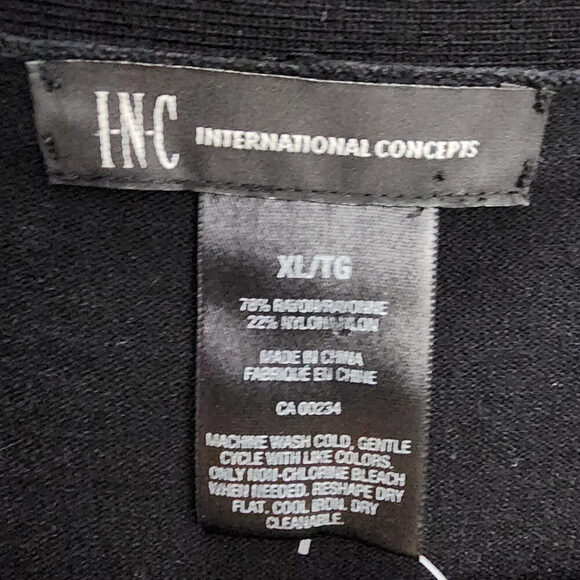 I·N·C INTERNATIONAL CONCEPTS
XL/TG
78% RAYON/RAYONNE
22% NYLON/NYLON
MADE IN CHINA
FABRIQUÉ EN CHINE
CA 00234
MACHINE WASH COLD, GENTLE
CYCLE WITH LIKE COLORS,
ONLY NON-CHLORINE BLEACH
WHEN NEEDED. RESHAPE DRY
FLAT. COOL IRON. DRY
CLEANABLE.